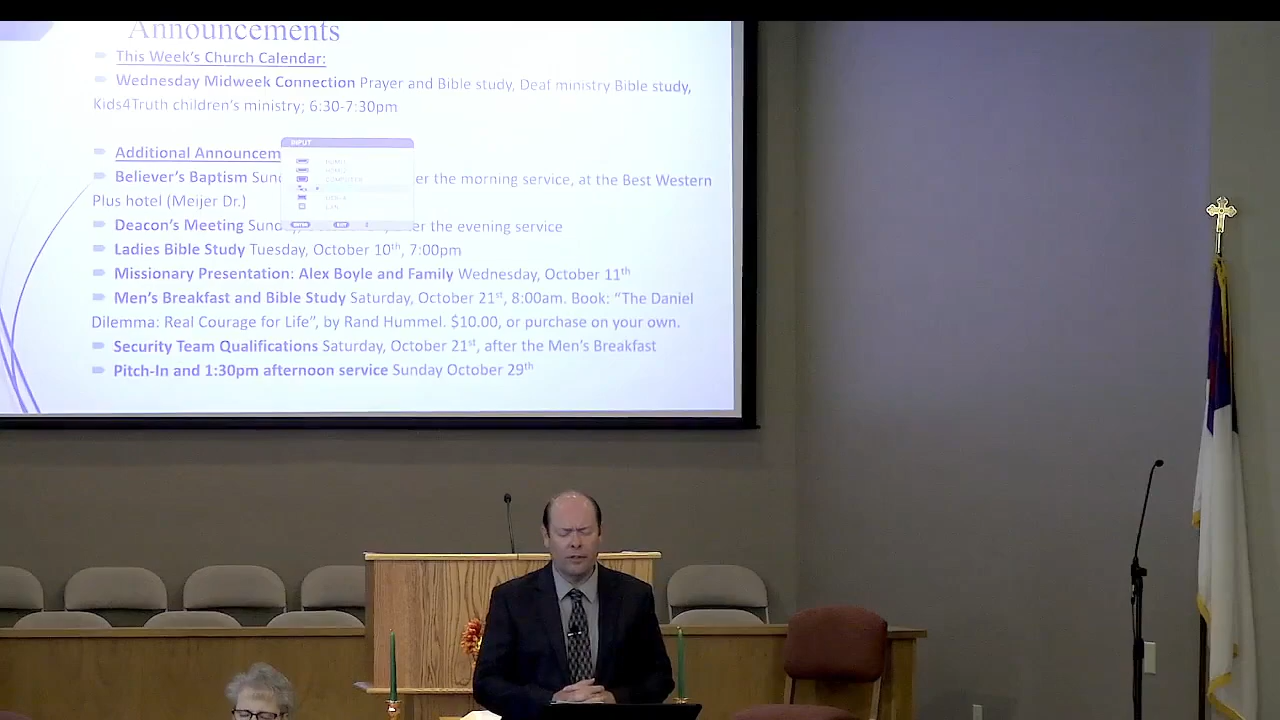 Announcements
This Week's Church Calendar:
Wednesday Midweek Connection Prayer and Bible study, Deaf ministry Bible study,
Kids4Truth children's ministry; 6:30-7:30pm
INPUT
Additional Announcem
Believer's Baptism Sund er the morning service, at the Best Western
Plus hotel (Meijer Dr.)
Deacon's Meeting Sunday, er the evening service
Ladies Bible Study Tuesday, October 10th, 7:00pm
Missionary Presentation: Alex Boyle and Family Wednesday, October 11th
Men's Breakfast and Bible Study Saturday, October 21st, 8:00am. Book: “The Daniel
Dilemma: Real Courage for Life”, by Rand Hummel. $10.00, or purchase on your own.
Security Team Qualifications Saturday, October 21st, after the Men's Breakfast
Pitch-In and 1:30pm afternoon service Sunday October 29th